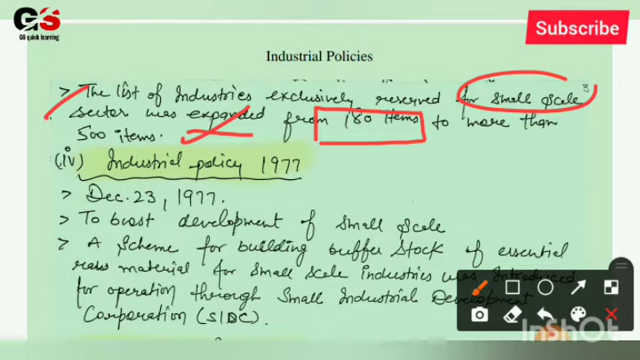 GS
GS quick learning
Subscribe
Industrial Policies
> The list of Industries exclusively reserved for Small Scale
Sector was expanded from 180 items to more than
500 items.
(iv) Industrial policy 1977
> Dec. 23, 1977.
> To boost development of Small Scale
> A Scheme for building buffer Stock of essential
raw material for Small Scale industries was introduced
for operation through Small Industrial Development
Corporation (SIDC).
InShot